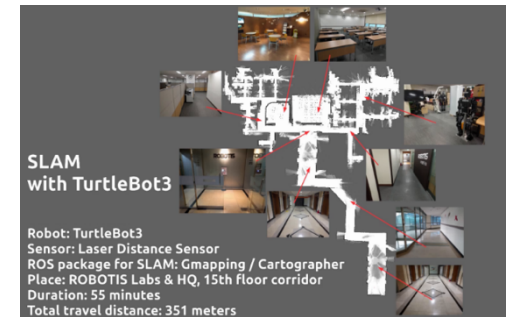 ROBOTIS
SLAM
with TurtleBot3
Robot: TurtleBot3
Sensor: Laser Distance Sensor
ROS package for SLAM: Gmapping / Cartographer
Place: ROBOTIS Labs & HQ, 15th floor corridor
Duration: 55 minutes
Total travel distance: 351 meters